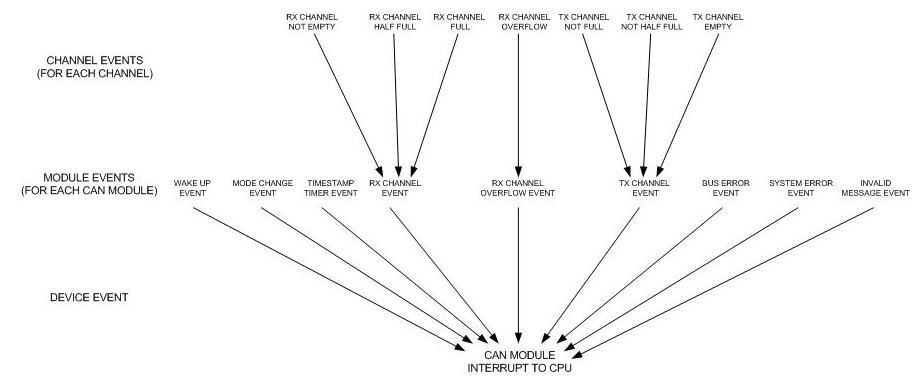 RX CHANNEL
NOT EMPTY
RX CHANNEL
HALF FULL
RX CHANNEL
FULL
RX CHANNEL
OVERFLOW
TX CHANNEL
NOT FULL
TX CHANNEL
NOT HALF FULL
TX CHANNEL
EMPTY
CHANNEL EVENTS
(FOR EACH CHANNEL)
MODULE EVENTS
(FOR EACH CAN MODULE)
WAKE UP
EVENT
MODE CHANGE
EVENT
TIMESTAMP
TIMER EVENT
RX CHANNEL
EVENT
RX CHANNEL
OVERFLOW EVENT
TX CHANNEL
EVENT
BUS ERROR
EVENT
SYSTEM ERROR
EVENT
INVALID
MESSAGE EVENT
DEVICE EVENT
CAN MODULE
INTERRUPT TO CPU